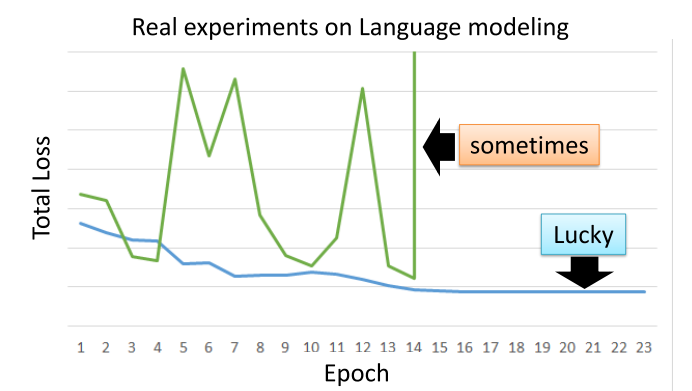 Real experiments on Language modeling
Total Loss
sometimes
Lucky
1 2 3 4 5 6 7 8 9 10 11 12 13 14 15 16 17 18 19 20 21 22 23
Epoch